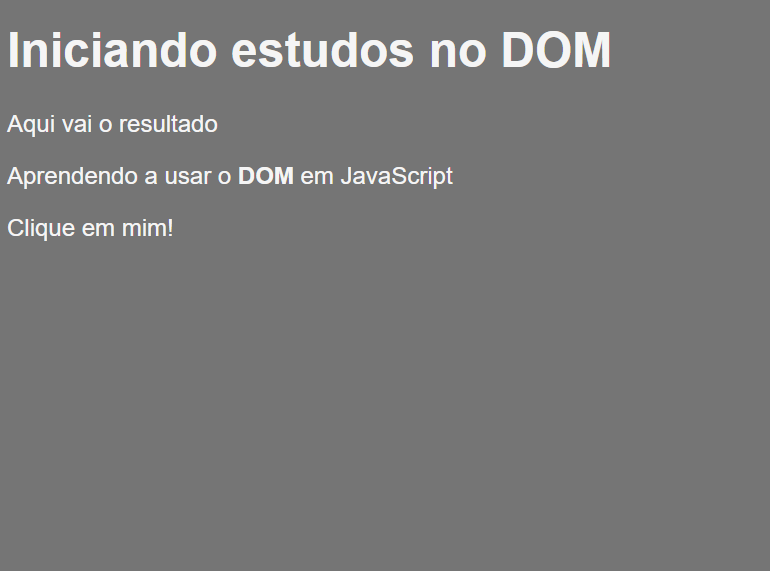 Iniciando estudos no DOM
Aqui vai o resultado
Aprendendo a usar o DOM em JavaScript
Clique em mim!